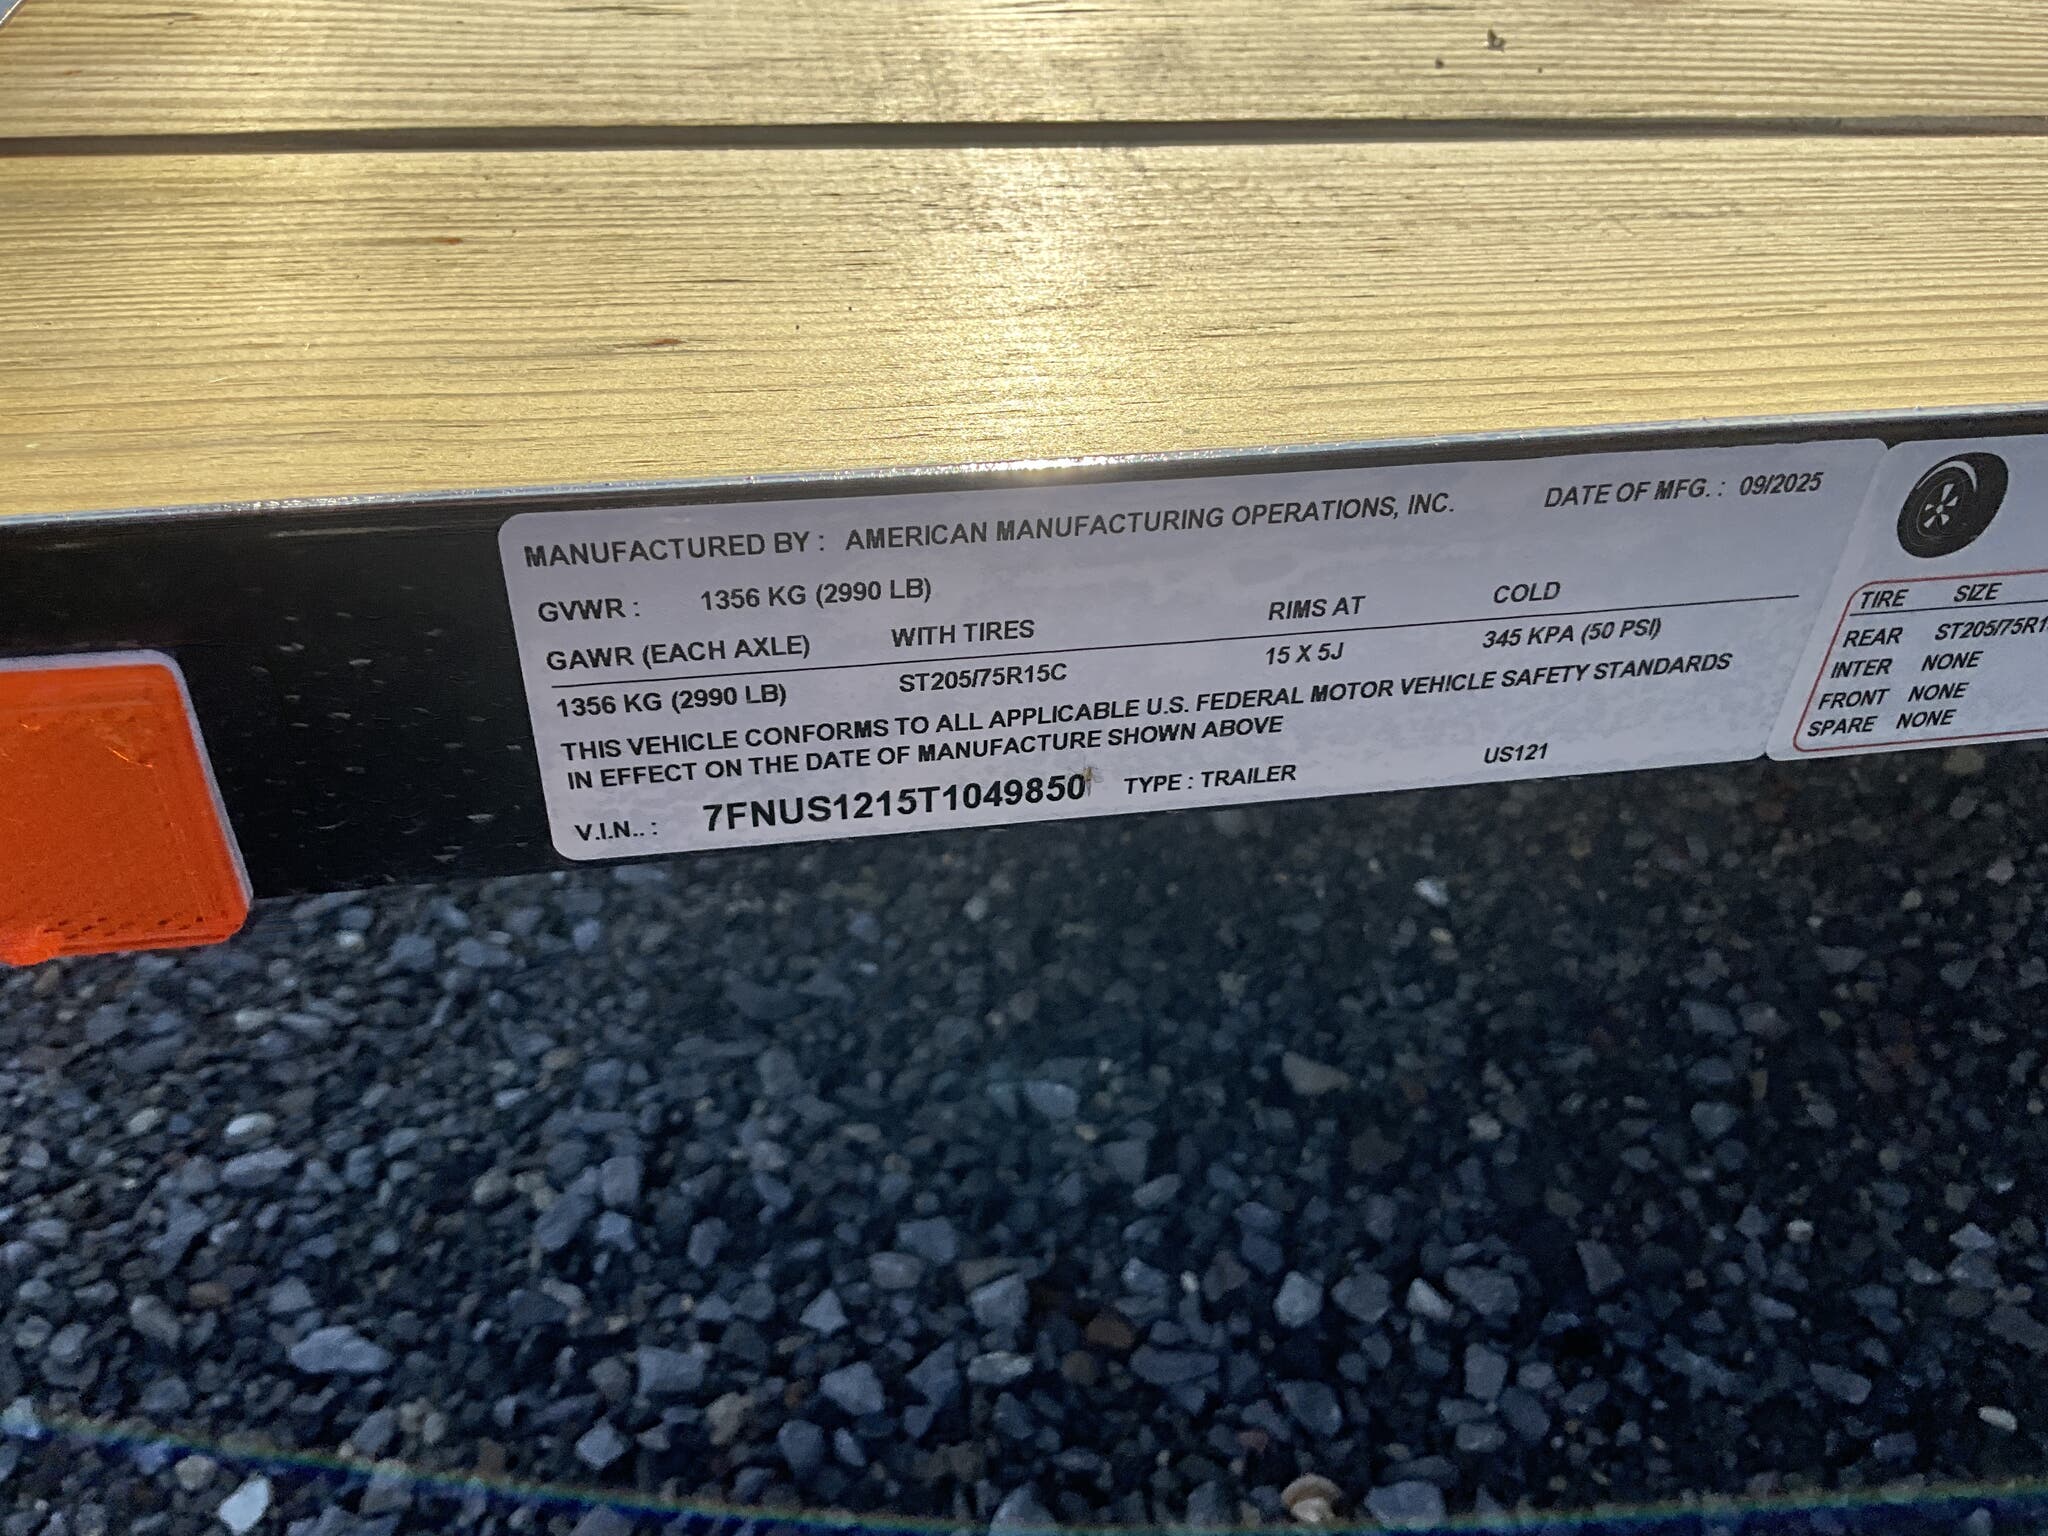 MANUFACTURED BY : AMERICAN MANUFACTURING OPERATIONS, INC. DATE OF MFG. : 09/2025
GVWR : 1356 KG (2990 LB)
GAWR (EACH AXLE) WITH TIRES RIMS AT COLD
1356 KG (2990 LB) ST205/75R15C 15 X 5J 345 KPA (50 PSI)
THIS VEHICLE CONFORMS TO ALL APPLICABLE U.S. FEDERAL MOTOR VEHICLE SAFETY STANDARDS
IN EFFECT ON THE DATE OF MANUFACTURE SHOWN ABOVE
V.I.N.. : 7FNUS1215T1049850 TYPE : TRAILER US121
TIRE SIZE
REAR
INTER NONE
FRONT NONE
SPARE NONE